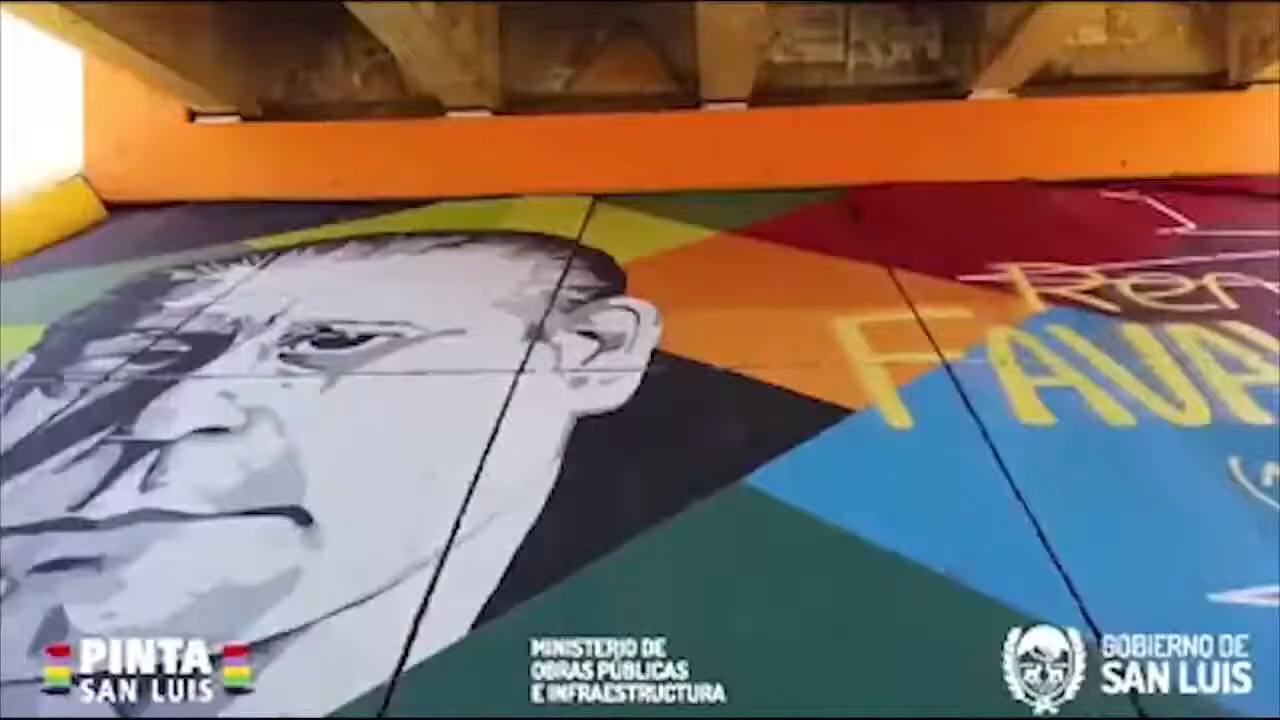 FAVA
PINTA
SAN LUIS
MINISTERIO DE
OBRAS PÚBLICAS
E INFRAESTRUCTURA
GOBIERNO DE
SAN LUIS